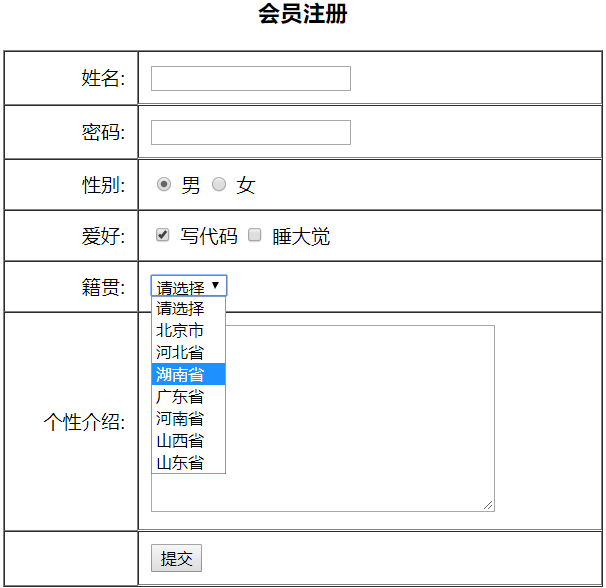 会员注册
姓名:
密码:
性别: 男 女
爱好: 写代码 睡大觉
籍贯: 请选择
请选择
北京市
河北省
湖南省
广东省
河南省
山西省
山东省
个性介绍:
提交